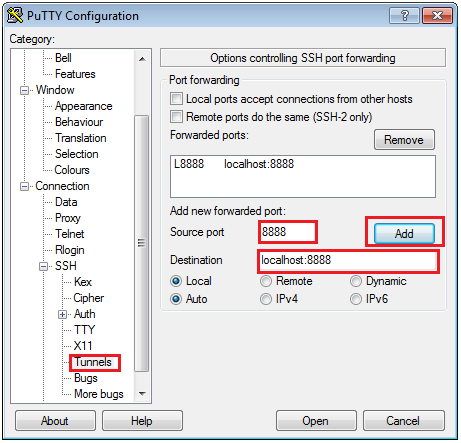 PuTTY Configuration
?
Category:
Bell
Features
Window
Appearance
Behaviour
Translation
Selection
Colours
Connection
Data
Proxy
Telnet
Rlogin
SSH
Kex
Cipher
Auth
TTY
X11
Tunnels
Bugs
More bugs
Options controlling SSH port forwarding
Port forwarding
Local ports accept connections from other hosts
Remote ports do the same (SSH-2 only)
Forwarded ports:
Remove
L8888 localhost:8888
Add new forwarded port:
Source port 8888 Add
Destination localhost:8888
Local Remote Dynamic
Auto IPv4 IPv6
About Help Open Cancel